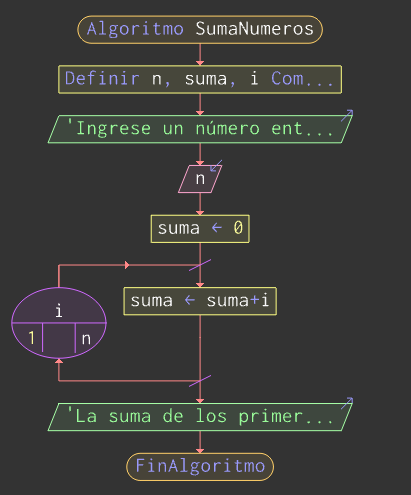 Algoritmo SumaNumeros
Definir n, suma, i Com...
'Ingrese un número ent...
n
suma ← 0
i
1 n
suma ← suma+i
'La suma de los primer...
FinAlgoritmo